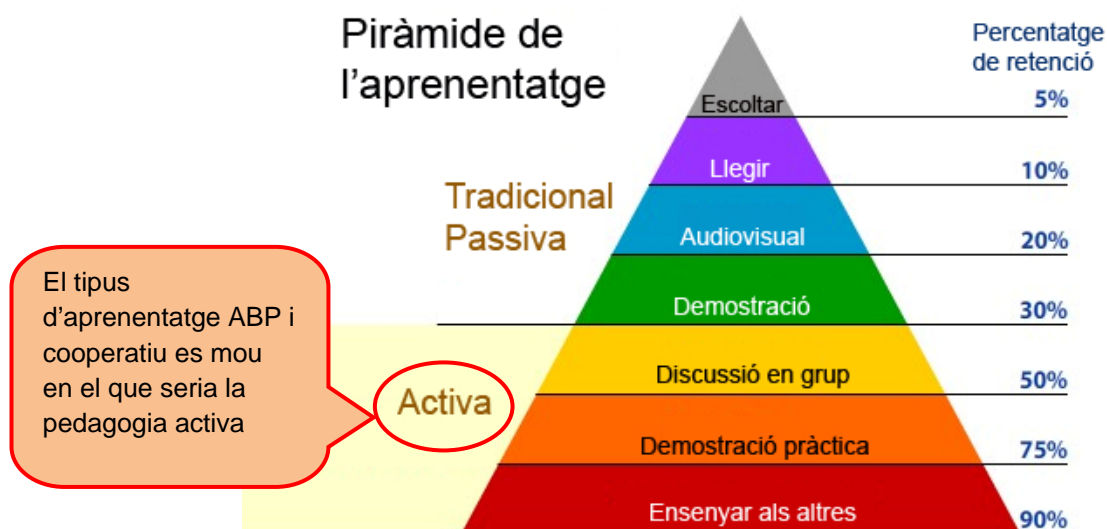 Piràmide de
l'aprenentatge
Percentatge
de retenció
Escoltar
5%
Llegir
10%
Tradicional
Passiva
Audiovisual
20%
Demostració
30%
El tipus
d'aprenentatge ABP i
cooperatiu es mou
en el que seria la
pedagogia activa
Activa
Discussió en grup
50%
Demostració pràctica
75%
Ensenyar als altres
90%